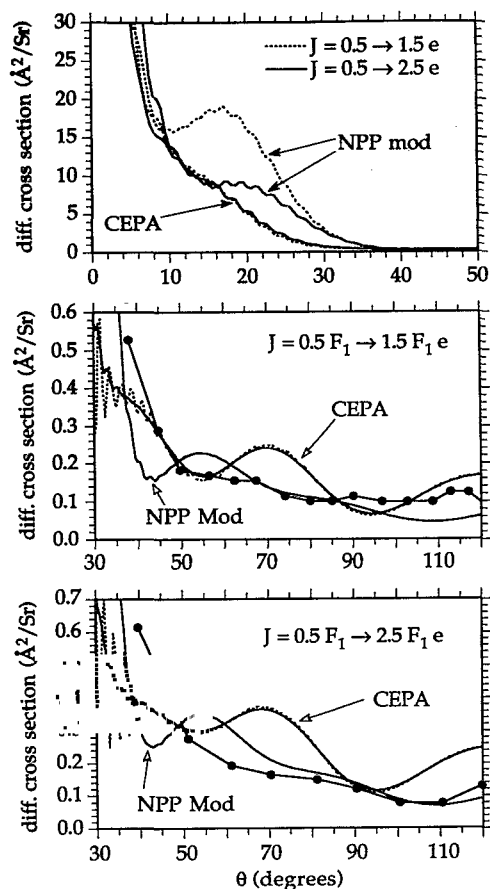 diff. cross section (Å²/Sr)
30
25
20
15
10
5
0
J = 0.5 → 1.5 e
J = 0.5 → 2.5 e
NPP mod
CEPA
0 10 20 30 40 50
diff. cross section (Å²/Sr)
0.6
0.5
0.4
0.3
0.2
0.1
0.0
J = 0.5 F₁ → 1.5 F₁ e
CEPA
NPP Mod
30 50 70 90 110
diff. cross section (Å²/Sr)
0.7
0.6
0.2
0.1
0.0
J = 0.5 F₁ → 2.5 F₁ e
CEPA
NPP Mod
30 50 70 90 110
θ (degrees)